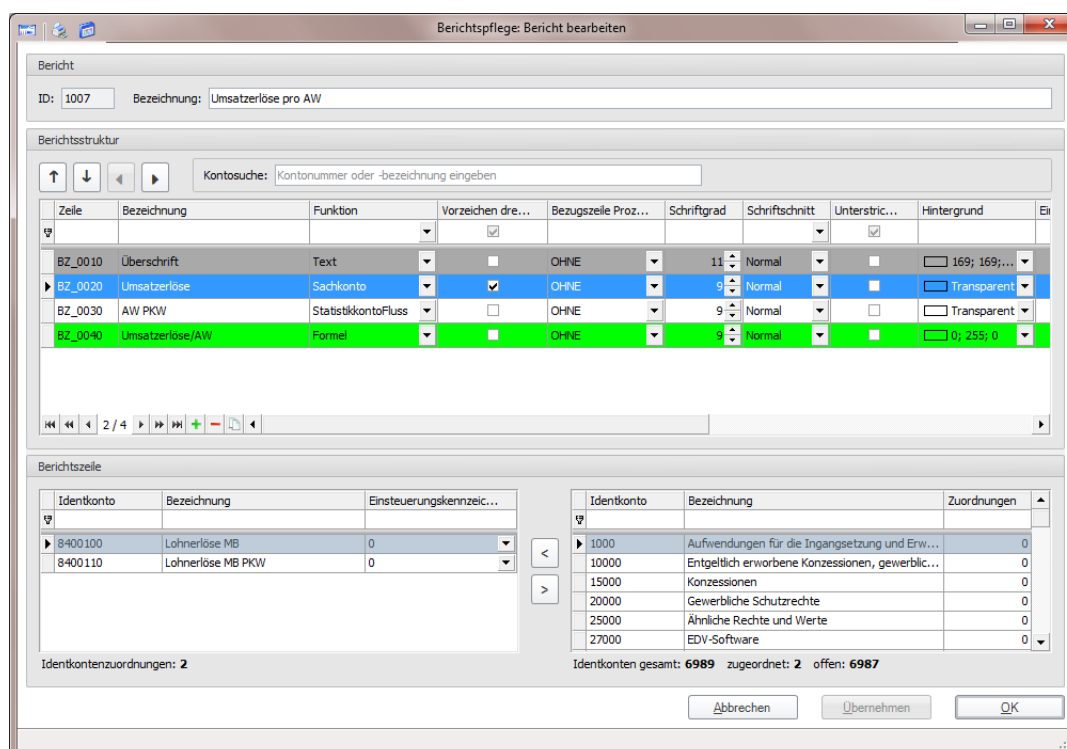 Berichtspflege: Bericht bearbeiten
Bericht
ID: 1007 Bezeichnung: Umsatzerlöse pro AW
Berichtsstruktur
Kontosuche: Kontonummer oder -bezeichnung eingeben
Zeile Bezeichnung Funktion Vorzeichen dre... Bezugszeile Proz... Schriftgrad Schriftschnitt Unterstric... Hintergrund Ei
BZ_0010 Überschrift Text OHNE 11 Normal 169; 169;...
BZ_0020 Umsatzerlöse Sachkonto OHNE 9 Normal Transparent
BZ_0030 AW PKW StatistikkontoFluss OHNE 9 Normal Transparent
BZ_0040 Umsatzerlöse/AW Formel OHNE 9 Normal 0; 255; 0
2 / 4
Berichtszeile
Identkonto Bezeichnung Einsteuerungskennzeic...
8400100 Lohnerlöse MB 0
8400110 Lohnerlöse MB PKW 0
Identkontenzuordnungen: 2
<
>
Identkonto Bezeichnung Zuordnungen
1000 Aufwendungen für die Ingangsetzung und Erw... 0
10000 Entgeltlich erworbene Konzessionen, gewerblic... 0
15000 Konzessionen 0
20000 Gewerbliche Schutzrechte 0
25000 Ähnliche Rechte und Werte 0
27000 EDV-Software 0
Identkonten gesamt: 6989 zugeordnet: 2 offen: 6987
Abbrechen Übernehmen OK